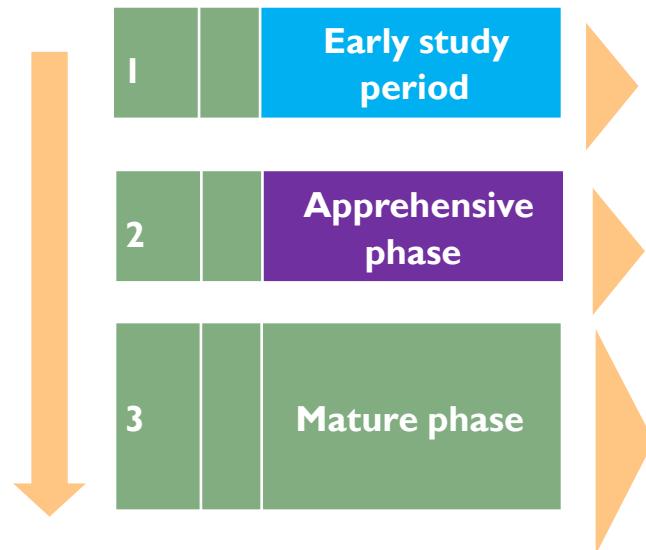 1
Early study
period
2
Apprehensive
phase
3
Mature phase